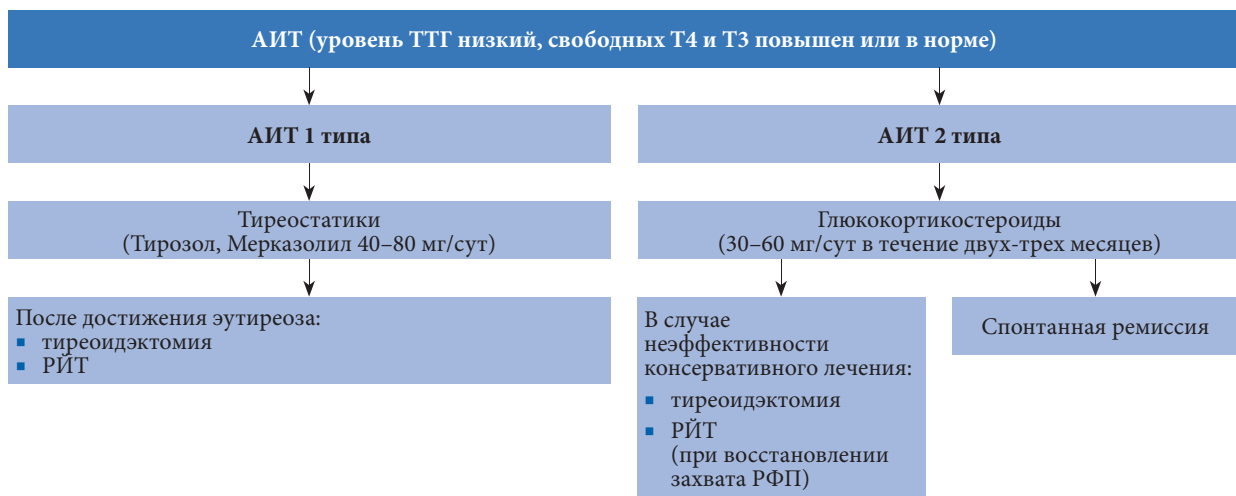 АИТ (уровень ТТГ низкий, свободных Т4 и Т3 повышен или в норме)
АИТ 1 типа
Тиреостатики
(Тирозол, Мерказолил 40–80 мг/сут)
После достижения эутиреоза:
▪ тиреоидэктомия
▪ РЙТ
АИТ 2 типа
Глюкокортикостероиды
(30–60 мг/сут в течение двух-трех месяцев)
В случае
неэффективности
консервативного лечения:
▪ тиреоидэктомия
▪ РЙТ
(при восстановлении
захвата РФП)
Спонтанная ремиссия